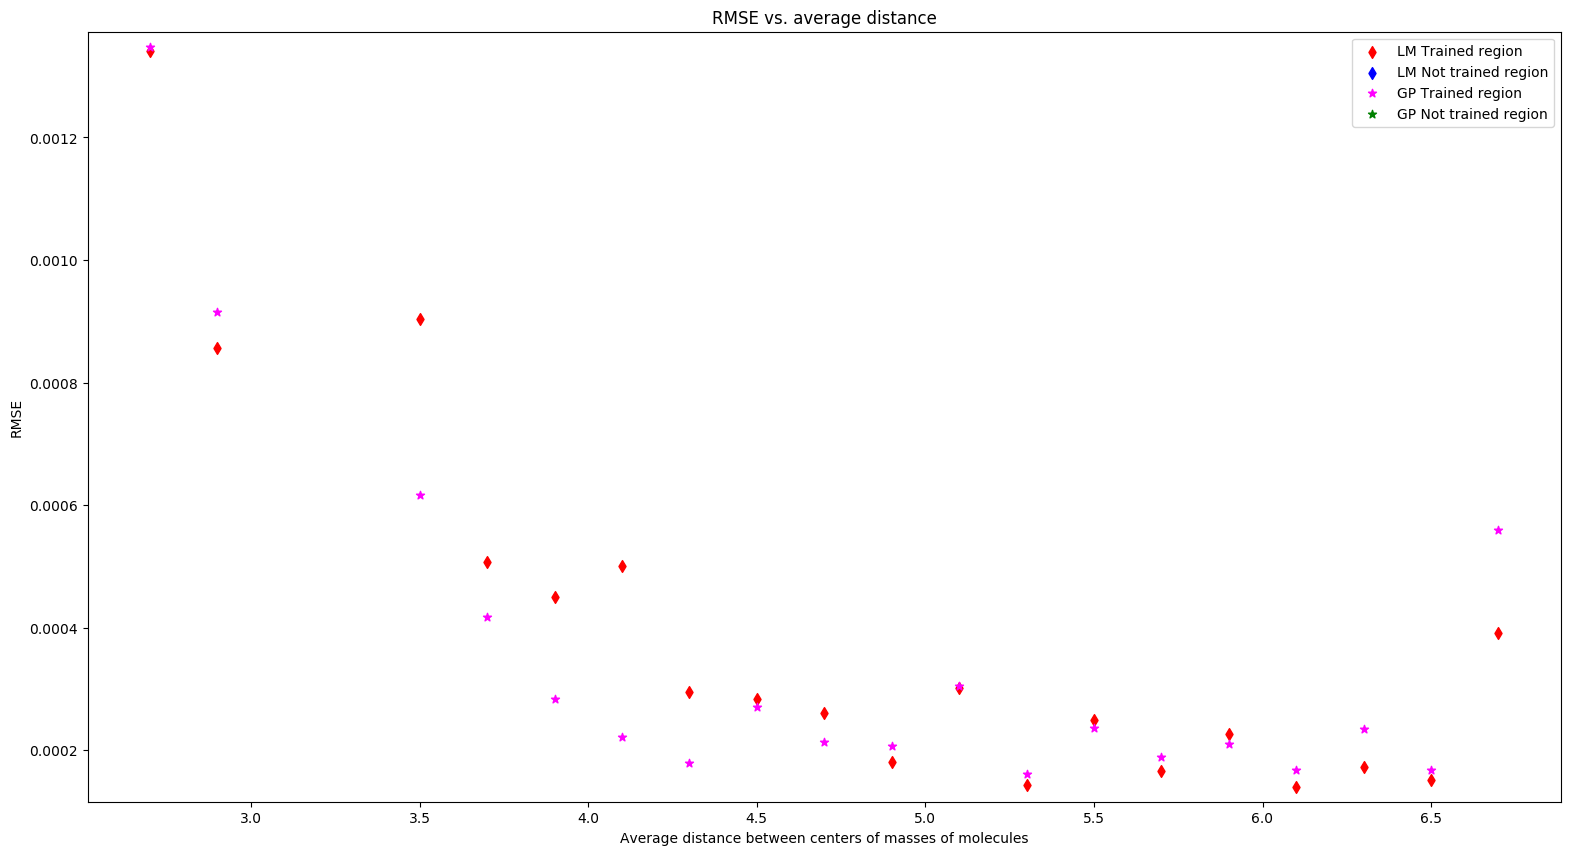 RMSE vs. average distance
LM Trained region
LM Not trained region
GP Trained region
GP Not trained region
0.0012
0.0010
0.0008
0.0006
0.0004
0.0002
RMSE
3.0
3.5
4.0
4.5
5.0
5.5
6.0
6.5
Average distance between centers of masses of molecules